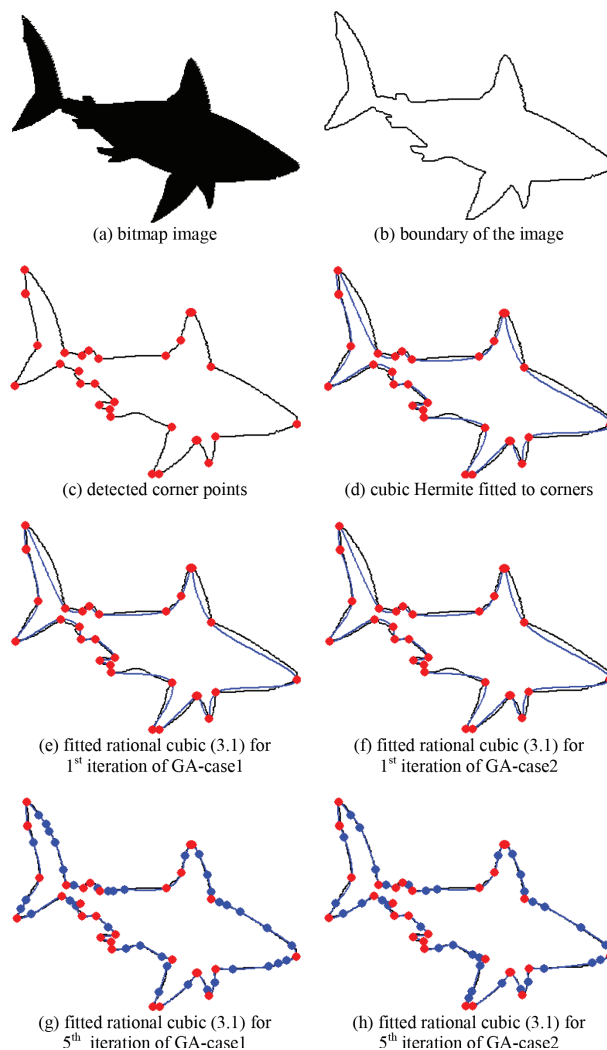 (a) bitmap image
(b) boundary of the image
(c) detected corner points
(d) cubic Hermite fitted to corners
(e) fitted rational cubic (3.1) for
1st iteration of GA-case1
(f) fitted rational cubic (3.1) for
1st iteration of GA-case2
(g) fitted rational cubic (3.1) for
5th iteration of GA-case1
(h) fitted rational cubic (3.1) for
5th iteration of GA-case2